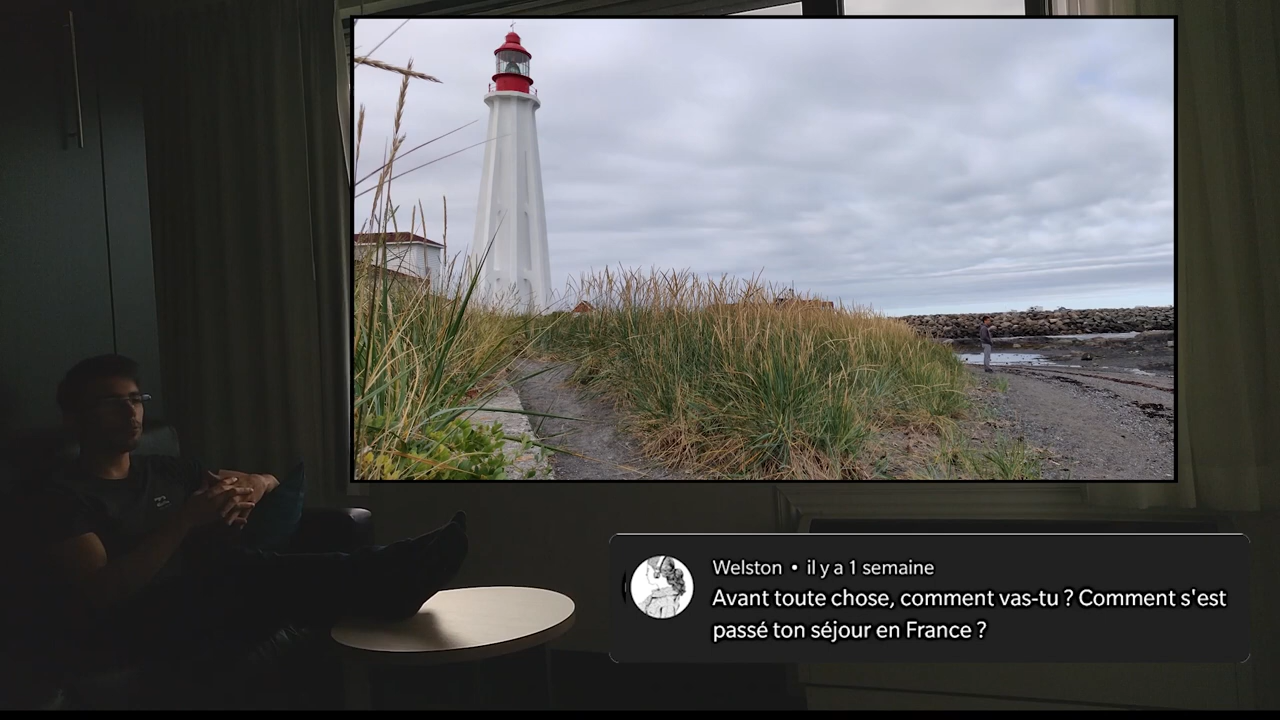 Welston • il y a 1 semaine
Avant toute chose, comment vas-tu ? Comment s'est
passé ton séjour en France ?